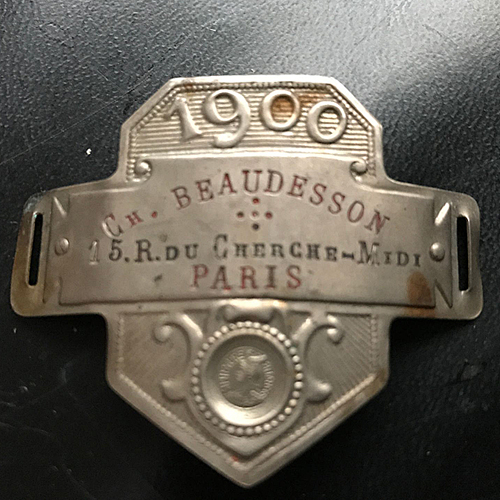 1900
CH. BEAUDESSON
15.R.DU CHERCHE-MIDI
PARIS